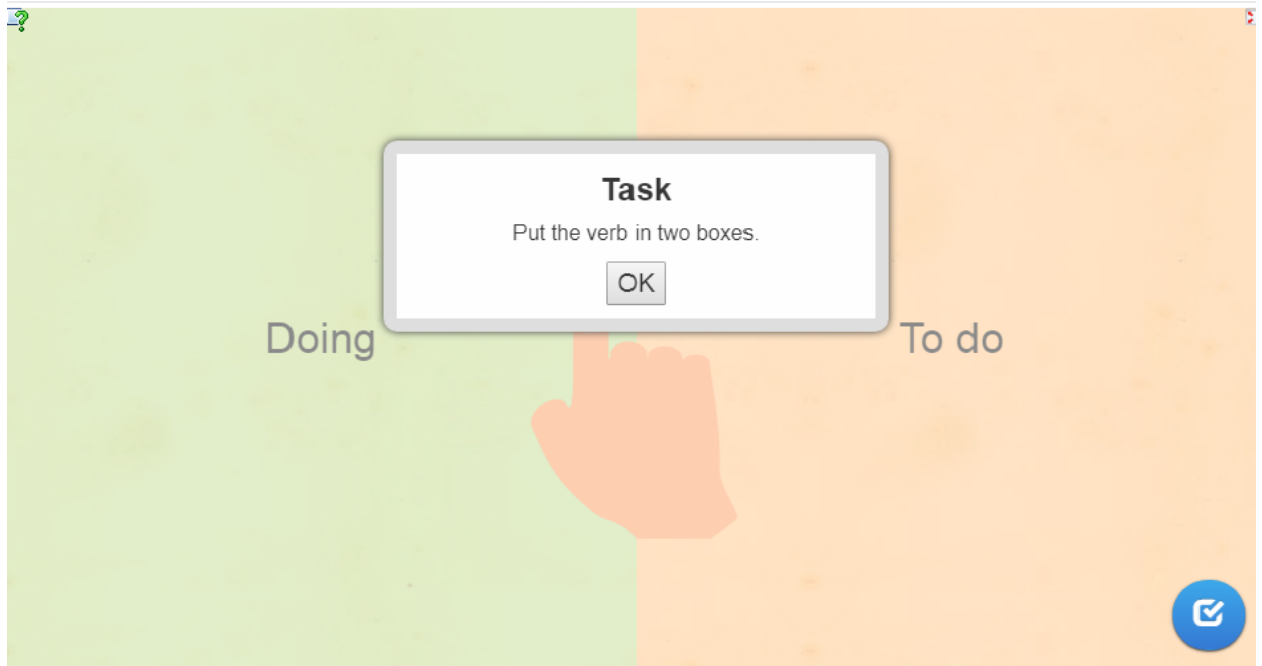 Task
Put the verb in two boxes.
OK
Doing
To do